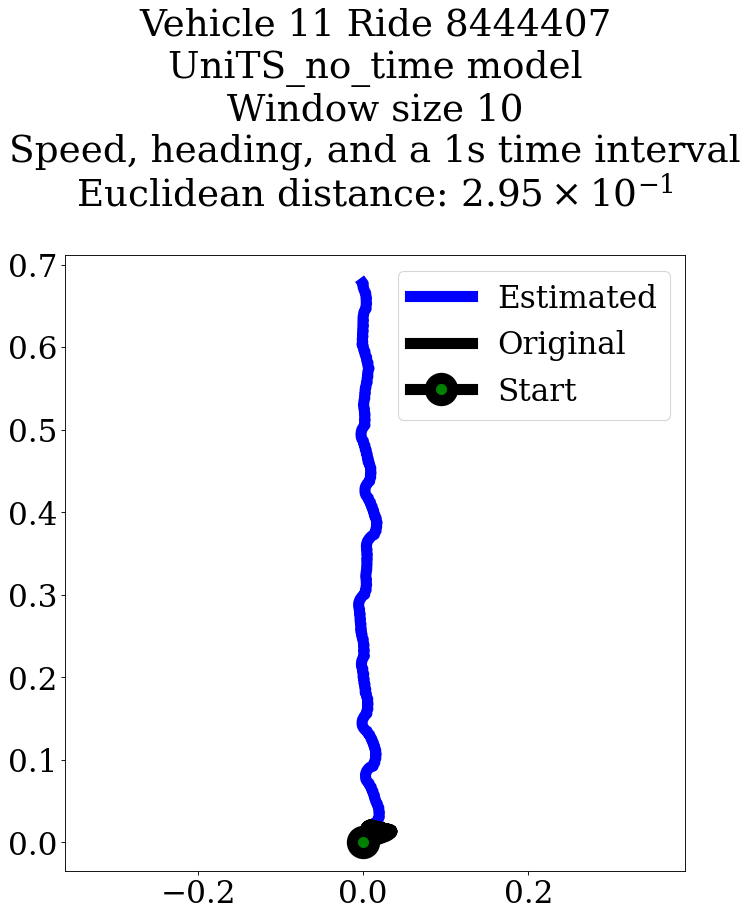 Vehicle 11 Ride 8444407
UniTS_no_time model
Window size 10
Speed, heading, and a 1s time interval
Euclidean distance: 2.95 × 10⁻¹
0.7
0.6
0.5
0.4
0.3
0.2
0.1
0.0
−0.2
0.0
0.2
Estimated
Original
Start